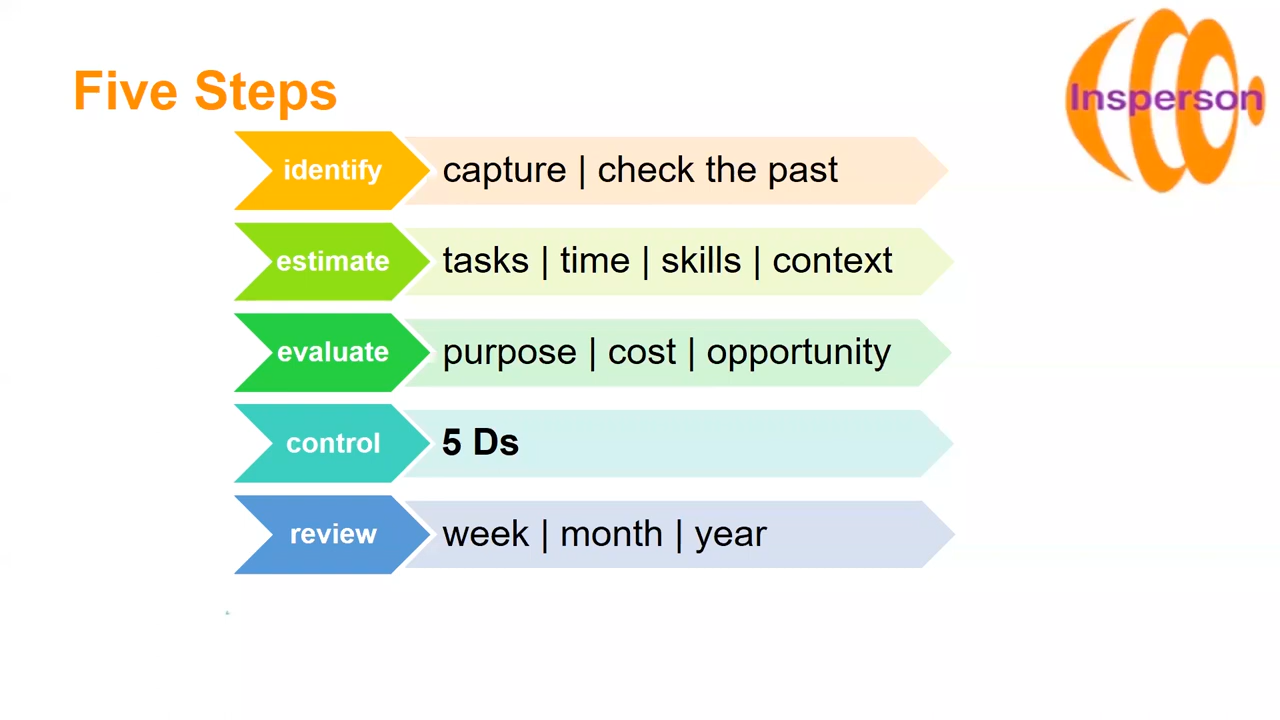 Five Steps
Insperson
identify
capture | check the past
estimate
tasks | time | skills | context
evaluate
purpose | cost | opportunity
control
5 Ds
review
week | month | year